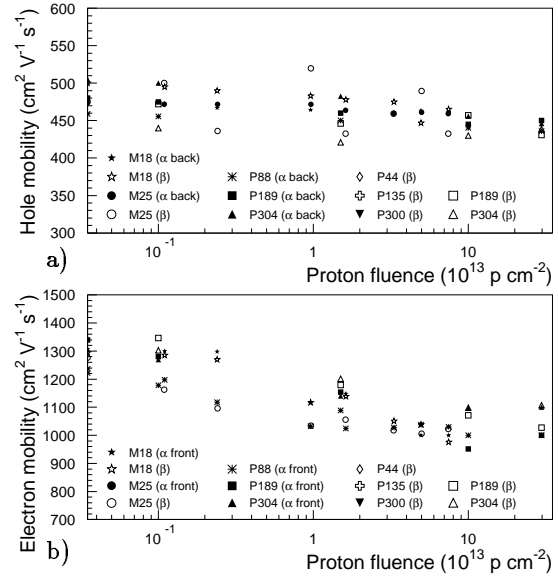 600
550
500
450
400
350
300
Hole mobility (cm² V⁻¹ s⁻¹)
M18 (α back)
M18 (β) P88 (α back) P44 (β)
M25 (α back) P189 (α back) P135 (β) P189 (β)
M25 (β) P304 (α back) P300 (β) P304 (β)
10⁻¹ 1 10
a)
Proton fluence (10¹³ p cm⁻²)
1500
1400
1300
1200
1100
1000
900
800
700
Electron mobility (cm² V⁻¹ s⁻¹)
M18 (α front)
M18 (β) P88 (α front) P44 (β)
M25 (α front) P189 (α front) P135 (β) P189 (β)
M25 (β) P304 (α front) P300 (β) P304 (β)
10⁻¹ 1 10
b)
Proton fluence (10¹³ p cm⁻²)